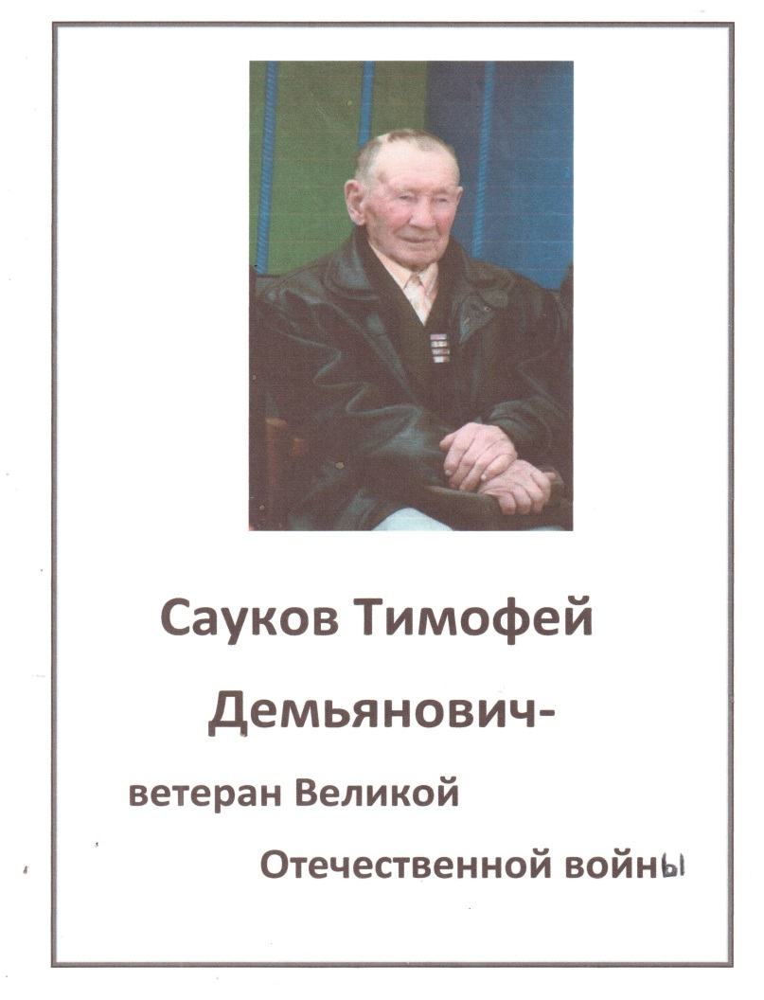 Сауков Тимофей
Демьянович-
ветеран Великой
Отечественной войны